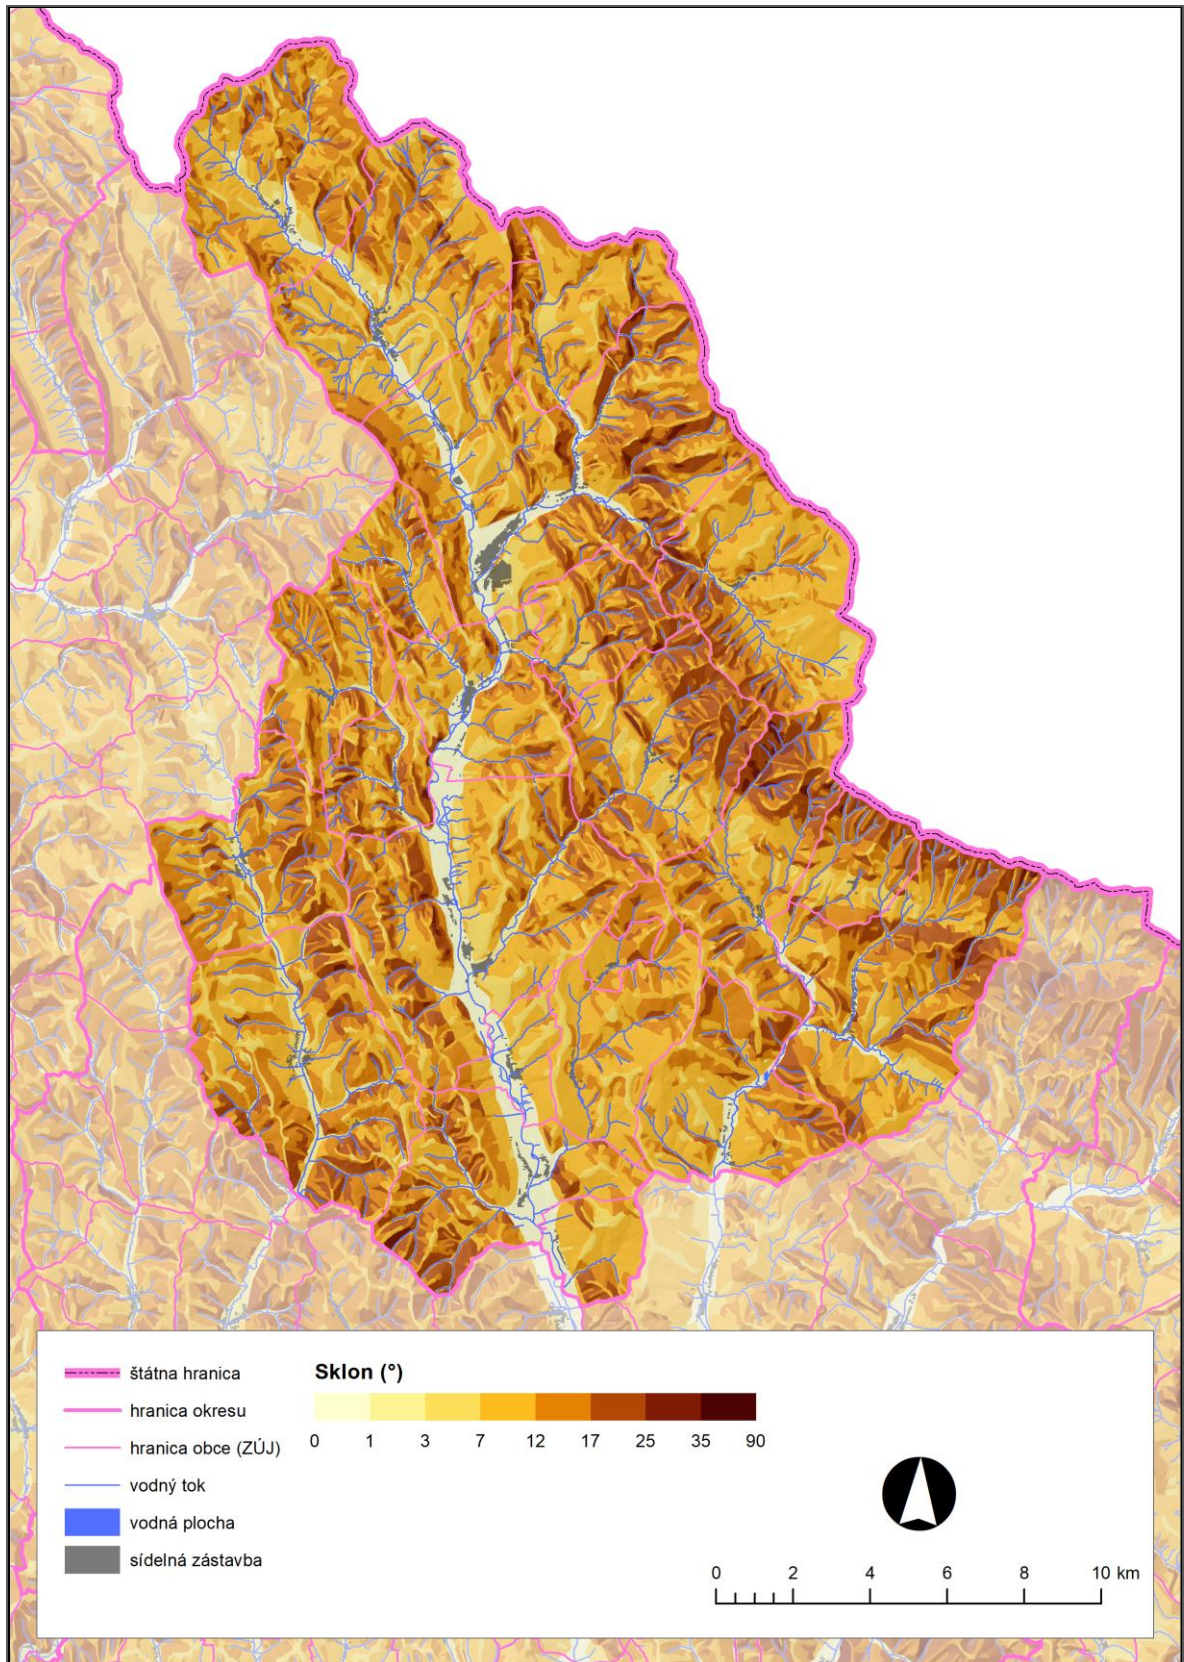 štátna hranica
hranica okresu
hranica obce (ZÚJ)
vodný tok
vodná plocha
sídelná zástavba
Sklon (°)
0 1 3 7 12 17 25 35 90
0 2 4 6 8 10 km